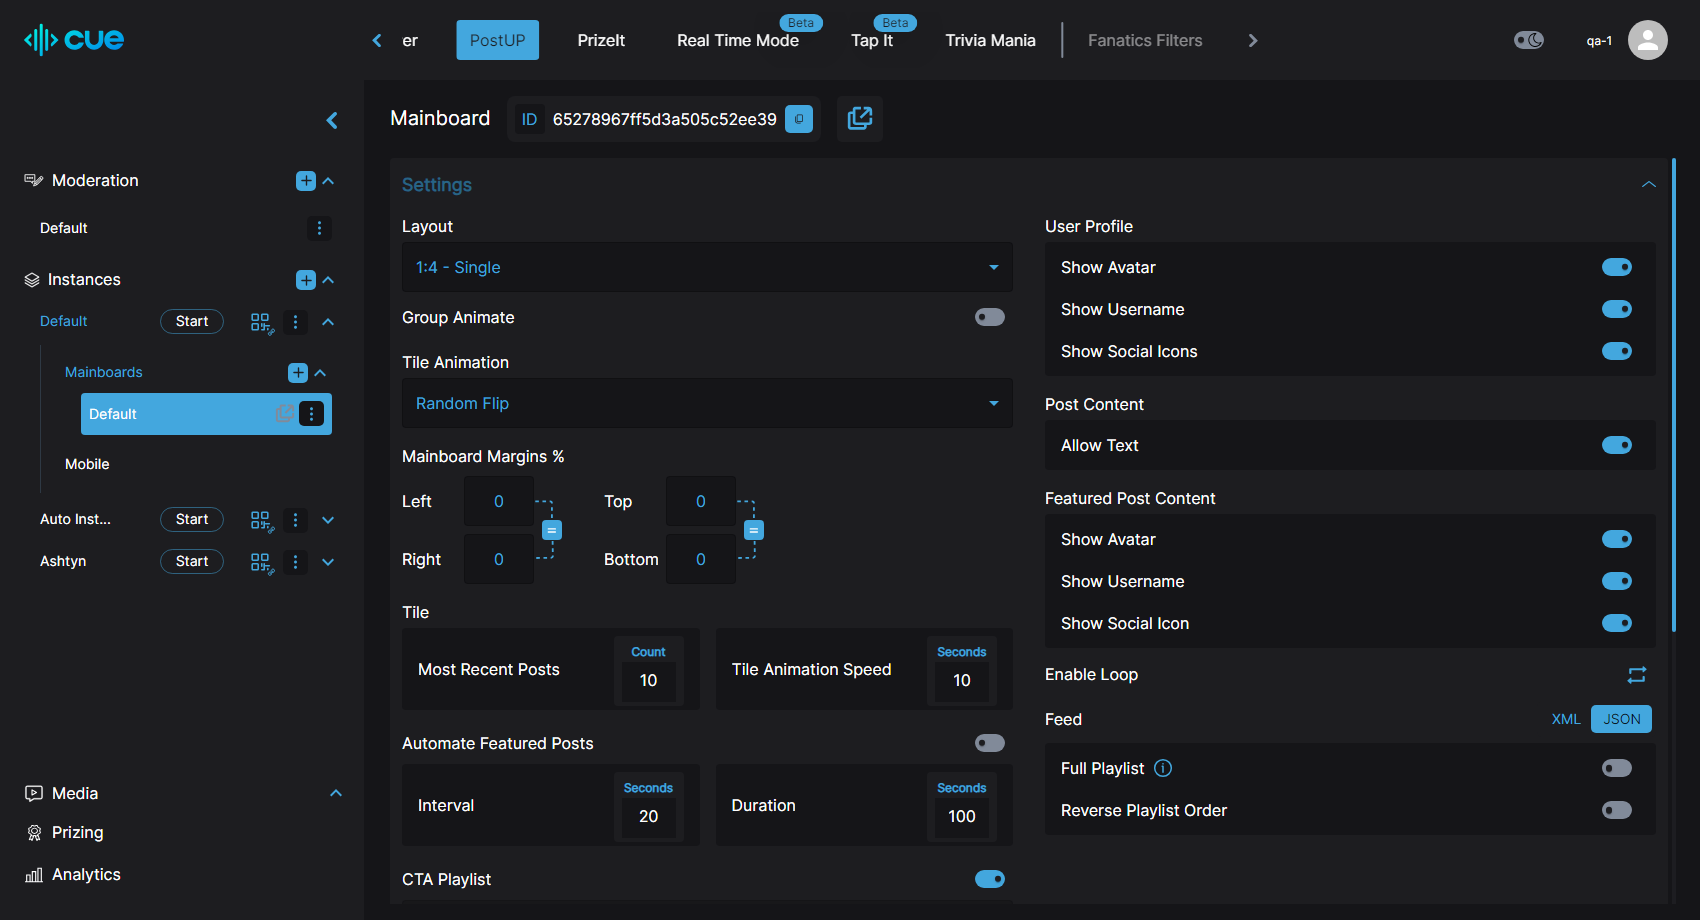 cue
er
PostUP
PrizeIt
Real Time Mode
Beta
Tap It
Beta
Trivia Mania
Fanatics Filters
qa-1
Moderation
Default
Instances
Default
Start
Mainboards
Default
Mobile
Auto Inst...
Start
Ashtyn
Start
Media
Prizing
Analytics
Mainboard
ID 65278967ff5d3a505c52ee39
Settings
Layout
1:4 - Single
Group Animate
Tile Animation
Random Flip
Mainboard Margins %
Left 0
Top 0
Right 0
Bottom 0
Tile
Most Recent Posts
Count
10
Tile Animation Speed
Seconds
10
Automate Featured Posts
Interval
Seconds
20
Duration
Seconds
100
CTA Playlist
User Profile
Show Avatar
Show Username
Show Social Icons
Post Content
Allow Text
Featured Post Content
Show Avatar
Show Username
Show Social Icon
Enable Loop
Feed
XML JSON
Full Playlist
Reverse Playlist Order